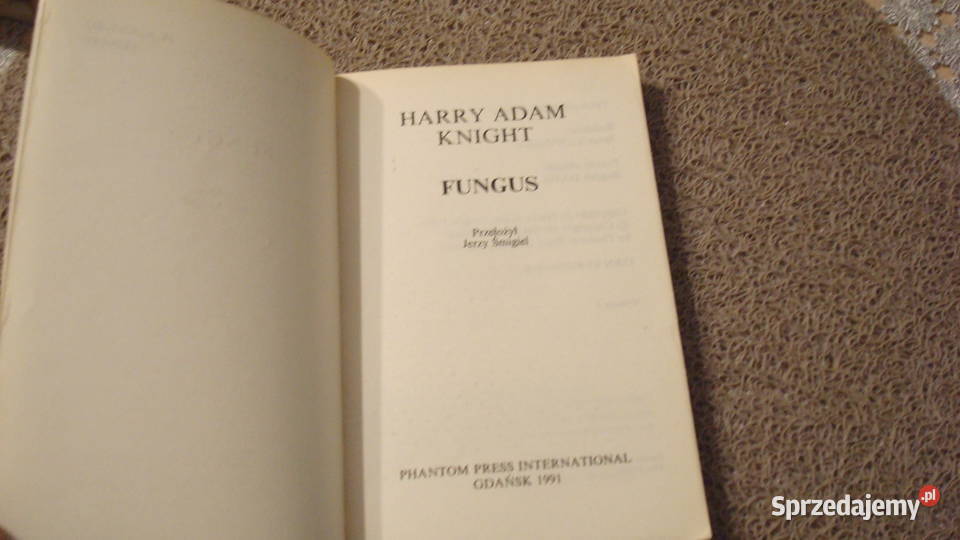 HARRY ADAM
KNIGHT
FUNGUS
Przełożył
Jerzy Śmigiel
PHANTOM PRESS INTERNATIONAL
GDAŃSK 1991
Sprzedajemy.pl